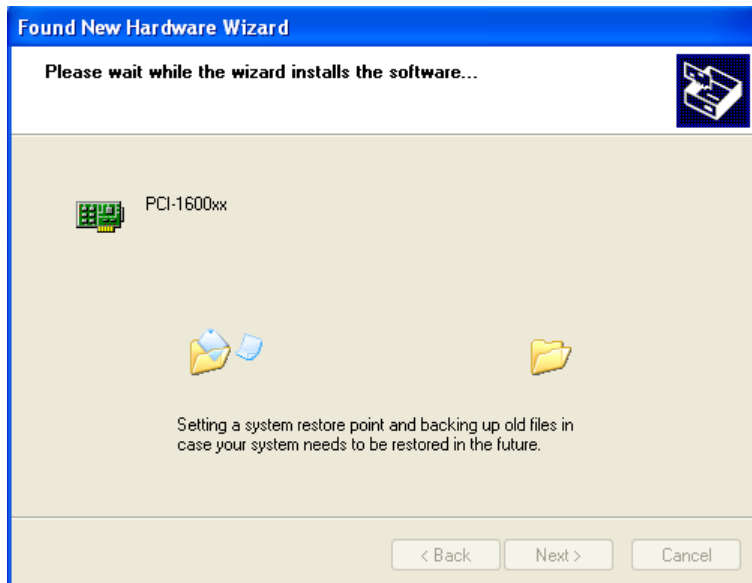 Found New Hardware Wizard
Please wait while the wizard installs the software...
PCI-1600xx
Setting a system restore point and backing up old files in
case your system needs to be restored in the future.
< Back
Next >
Cancel